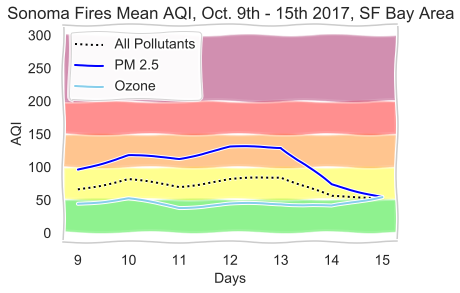 Sonoma Fires Mean AQI, Oct. 9th - 15th 2017, SF Bay Area
300
250
200
150
100
50
0
AQI
All Pollutants
PM 2.5
Ozone
9 10 11 12 13 14 15
Days